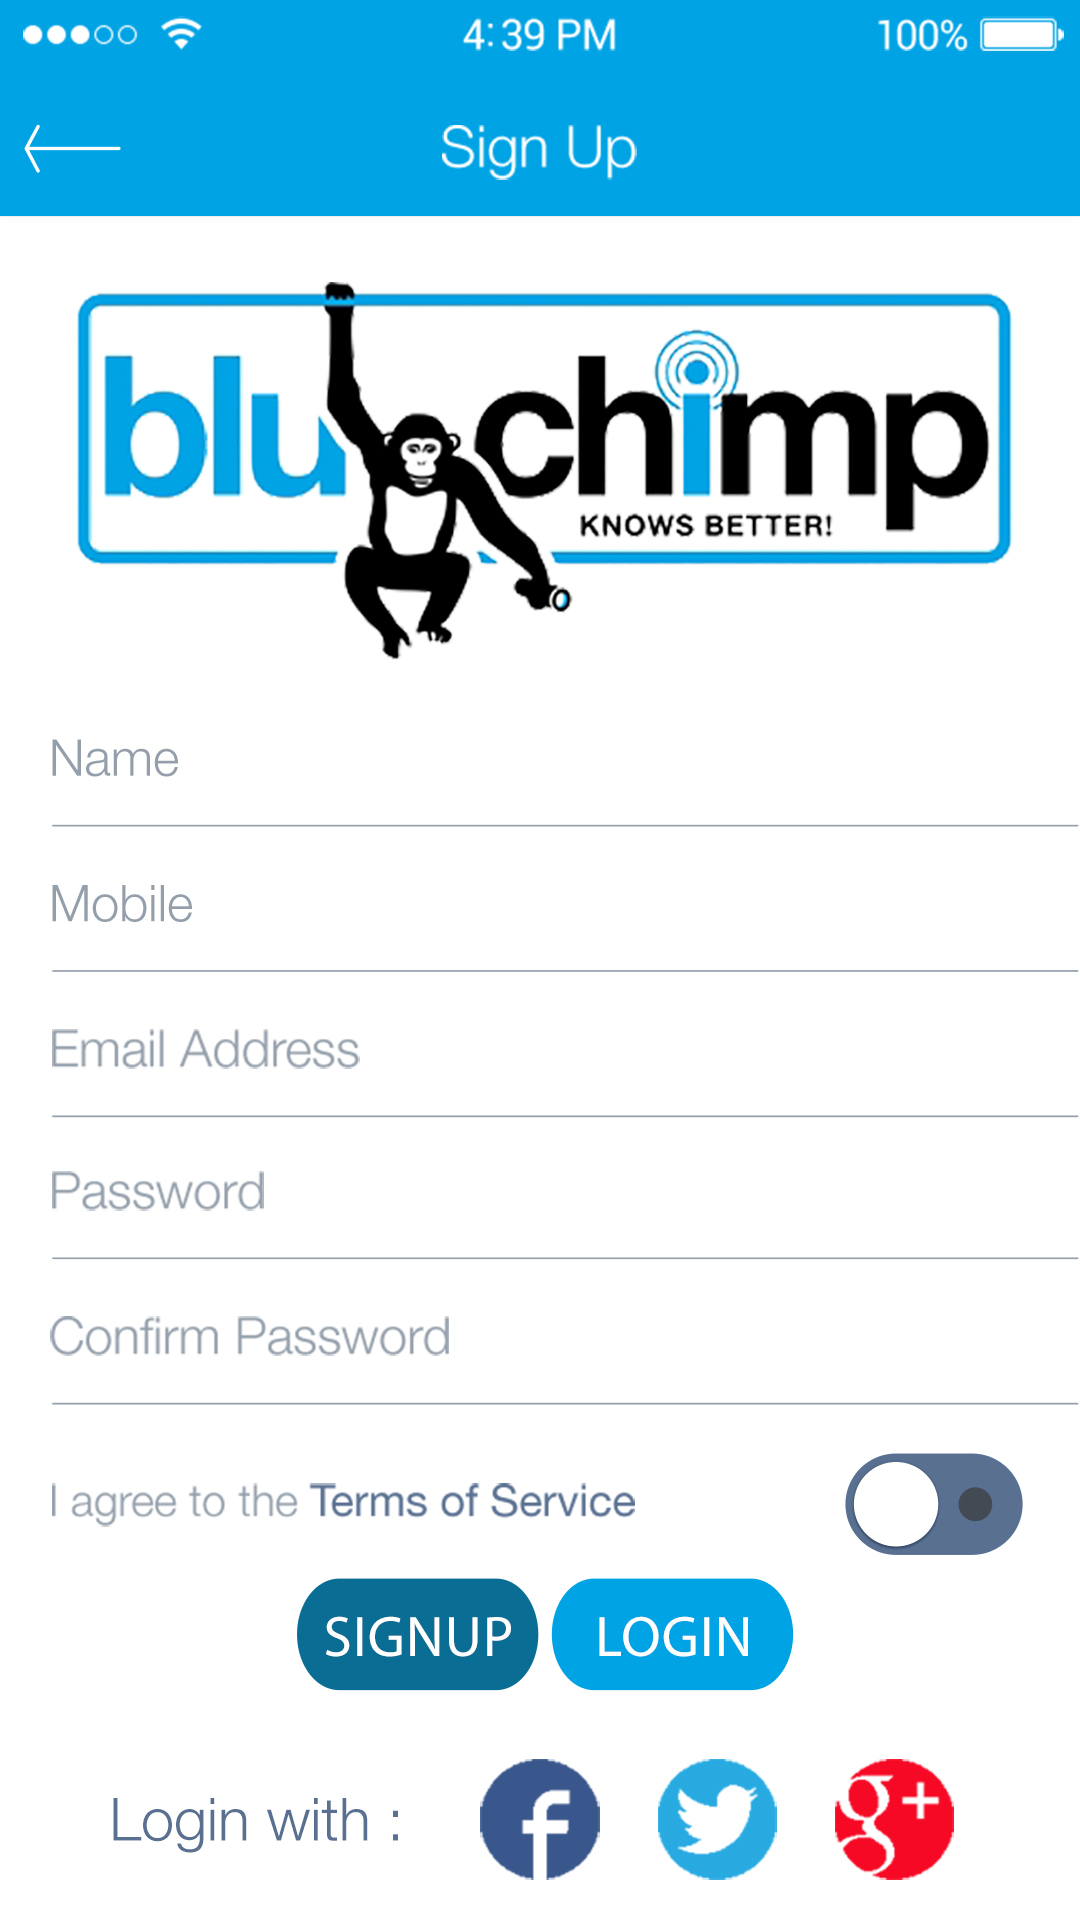 4:39 PM 100%
Sign Up
blu chimp
KNOWS BETTER!
Name
Mobile
Email Address
Password
Confirm Password
I agree to the Terms of Service
SIGNUP LOGIN
Login with : f g+